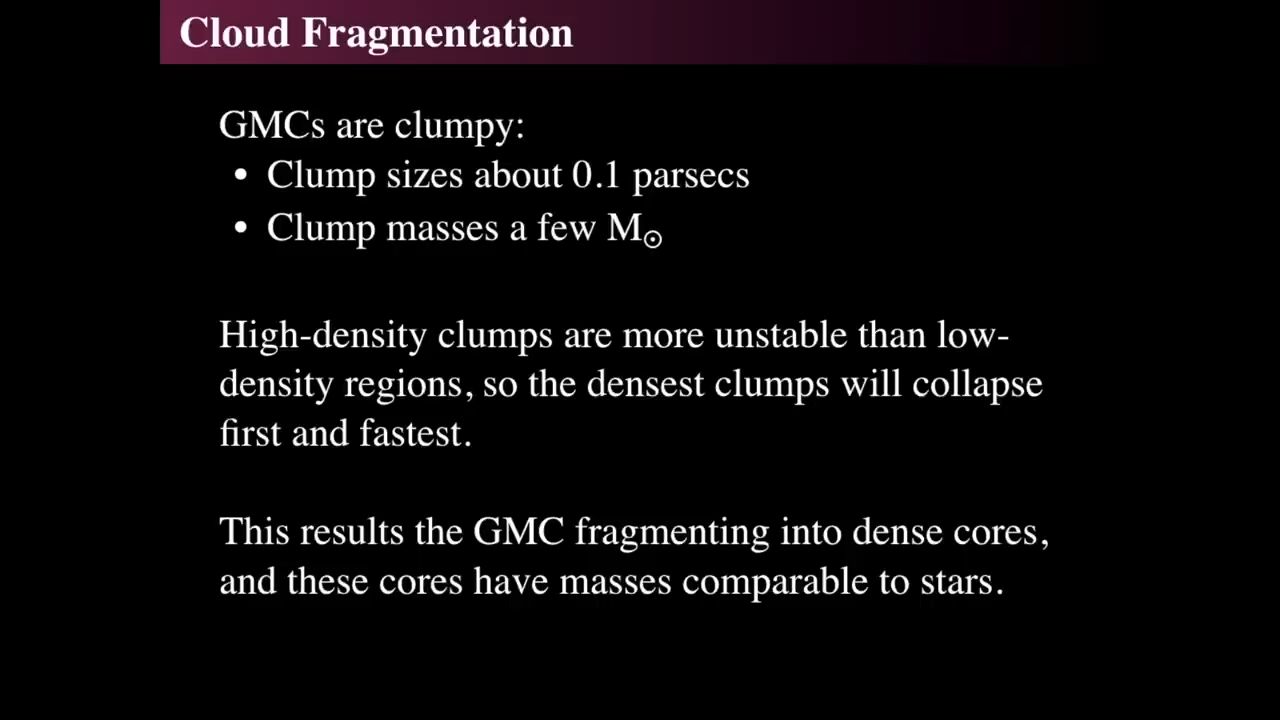 Cloud Fragmentation
GMCs are clumpy:
• Clump sizes about 0.1 parsecs
• Clump masses a few M☉
High-density clumps are more unstable than low-
density regions, so the densest clumps will collapse
first and fastest.
This results the GMC fragmenting into dense cores,
and these cores have masses comparable to stars.